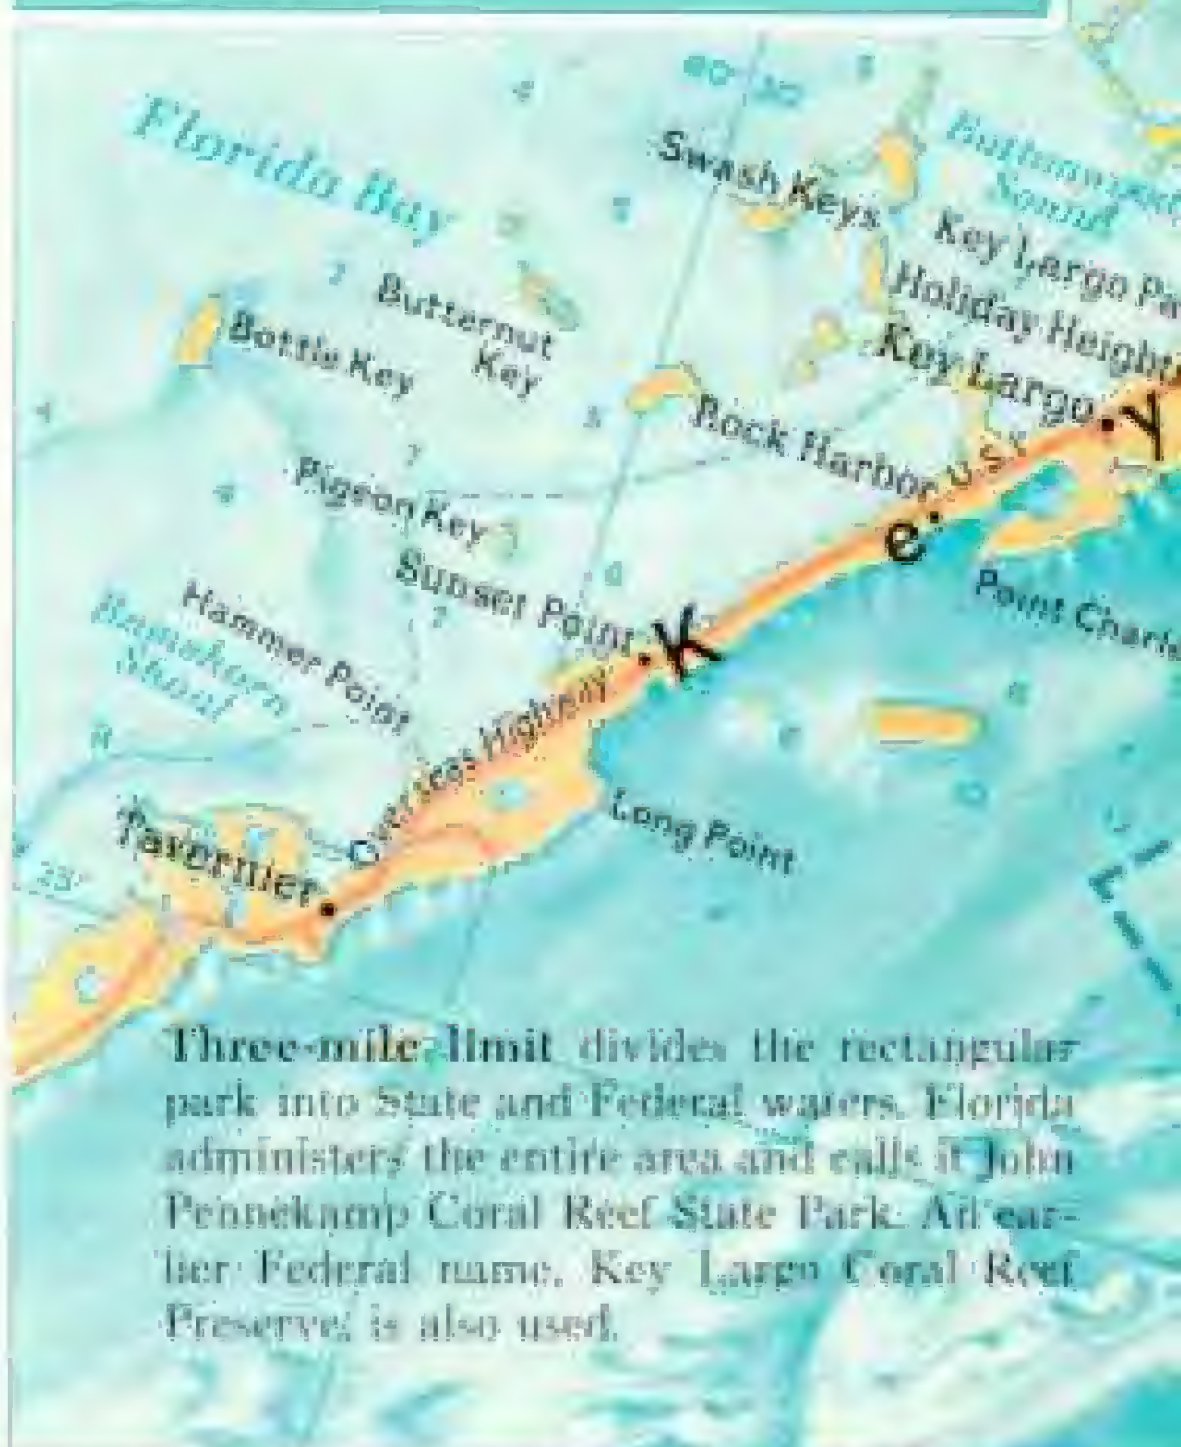 Florida Bay
Swash Keys
Sound
Key Largo
Holiday Heights
Key Largo
Butternut
Key
Bottle Key
Rock Harbor
U.S.
y
e
K
Pigeon Key
Sunset Point
Point
Hammer Point
Shoal
Overseas Highway
Long Point
Tavernier
25'
Three-mile limit divides the rectangular
park into State and Federal waters. Florida
administers the entire area and calls it John
Pennekamp Coral Reef State Park. An ear-
lier Federal name, Key Largo Coral Reef
Preserve, is also used.